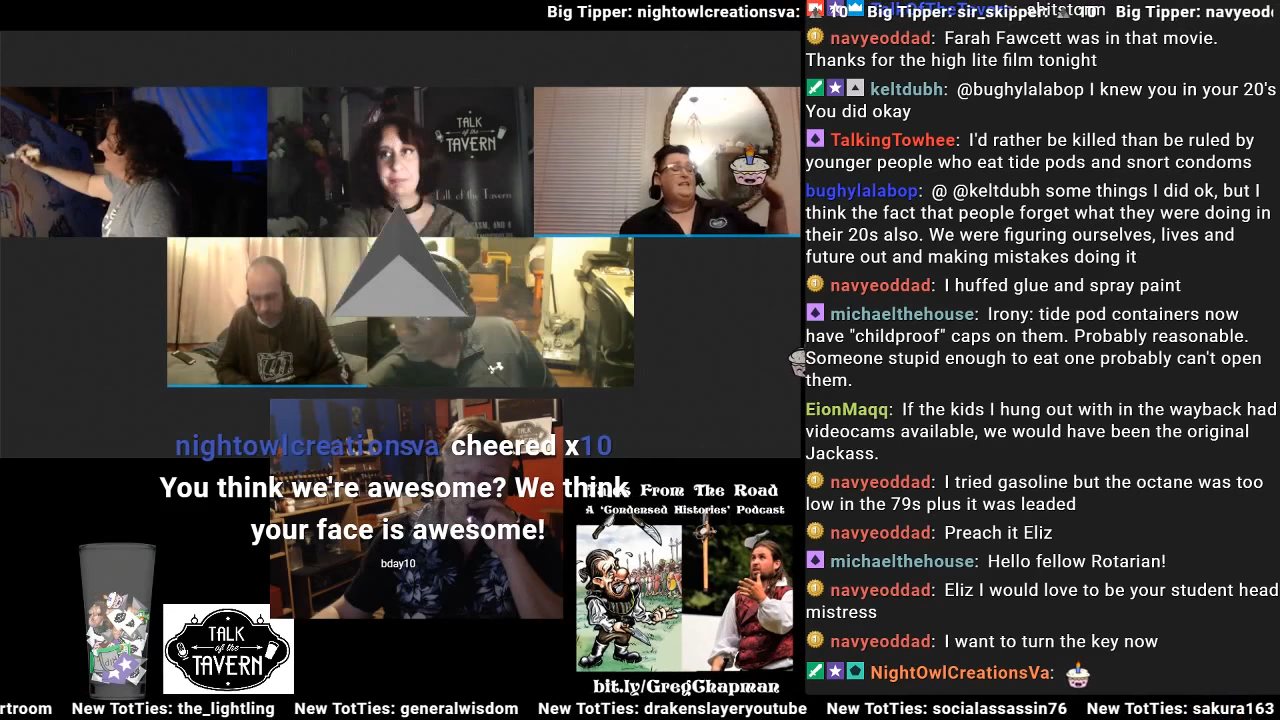 Big Tipper: nightowlcreationsva: 10 Big Tipper: sir_skipper: 10 Big Tipper: navyeod
shitstorm
navyeoddad: Farah Fawcett was in that movie.
Thanks for the high lite film tonight
keltdubh: @bughylalabop I knew you in your 20's
You did okay
TalkingTowhee: I'd rather be killed than be ruled by
younger people who eat tide pods and snort condoms
bughylalabop: @ @keltdubh some things I did ok, but I
think the fact that people forget what they were doing in
their 20s also. We were figuring ourselves, lives and
future out and making mistakes doing it
navyeoddad: I huffed glue and spray paint
michaelthehouse: Irony: tide pod containers now
have "childproof" caps on them. Probably reasonable.
Someone stupid enough to eat one probably can't open
them.
EionMaqq: If the kids I hung out with in the wayback had
videocams available, we would have been the original
Jackass.
navyeoddad: I tried gasoline but the octane was too
low in the 79s plus it was leaded
navyeoddad: Preach it Eliz
michaelthehouse: Hello fellow Rotarian!
navyeoddad: Eliz I would love to be your student head
mistress
navyeoddad: I want to turn the key now
NightOwlCreationsVa:
TALK
of the
TAVERN
Talk of the Tavern
nightowlcreationsva cheered x10
You think we're awesome? We think
your face is awesome!
bday10
Tales From The Road
A 'Condensed Histories' Podcast
bit.ly/GregChapman
TALK
of the
TAVERN
rtroom New TotTies: the_lightling New TotTies: generalwisdom New TotTies: drakenslayeryoutube New TotTies: socialassassin76 New TotTies: sakura163